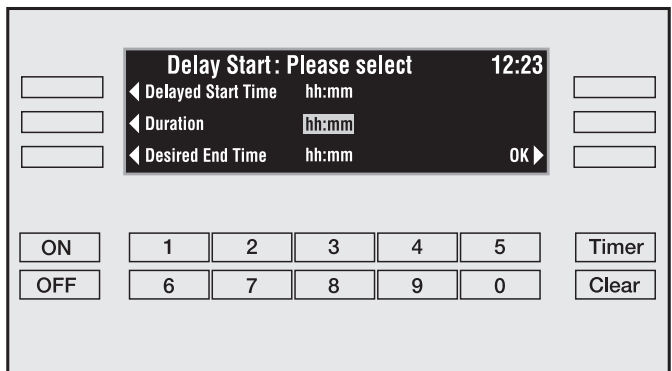 Delay Start: Please select 12:23
Delayed Start Time hh:mm
Duration hh:mm
Desired End Time hh:mm OK
ON 1 2 3 4 5 Timer
OFF 6 7 8 9 0 Clear